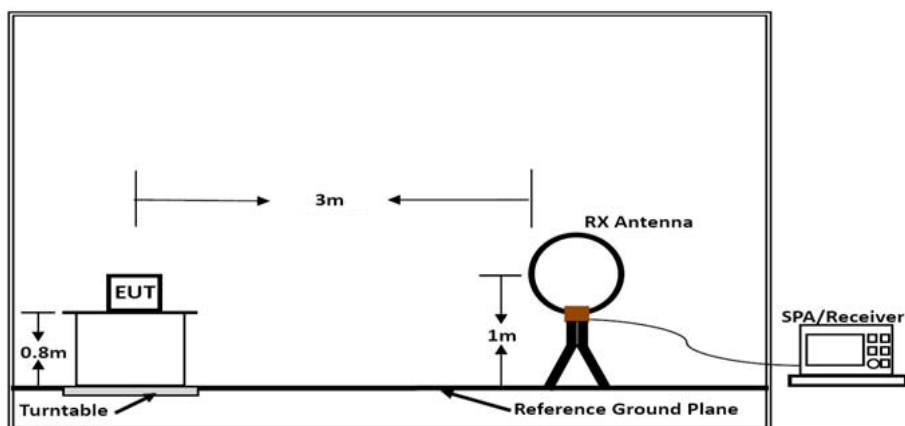 3m
RX Antenna
EUT
SPA/Receiver
0.8m
1m
Turntable
Reference Ground Plane